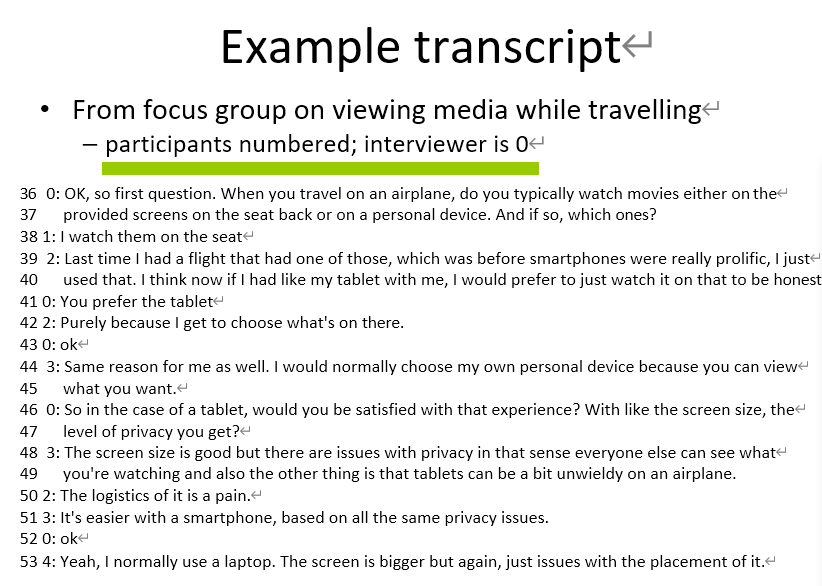 Example transcript
• From focus group on viewing media while travelling
– participants numbered; interviewer is 0
36 0: OK, so first question. When you travel on an airplane, do you typically watch movies either on the
37 provided screens on the seat back or on a personal device. And if so, which ones?
38 1: I watch them on the seat
39 2: Last time I had a flight that had one of those, which was before smartphones were really prolific, I just
40 used that. I think now if I had like my tablet with me, I would prefer to just watch it on that to be honest
41 0: You prefer the tablet
42 2: Purely because I get to choose what's on there.
43 0: ok
44 3: Same reason for me as well. I would normally choose my own personal device because you can view
45 what you want.
46 0: So in the case of a tablet, would you be satisfied with that experience? With like the screen size, the
47 level of privacy you get?
48 3: The screen size is good but there are issues with privacy in that sense everyone else can see what
49 you're watching and also the other thing is that tablets can be a bit unwieldy on an airplane.
50 2: The logistics of it is a pain.
51 3: It's easier with a smartphone, based on all the same privacy issues.
52 0: ok
53 4: Yeah, I normally use a laptop. The screen is bigger but again, just issues with the placement of it.